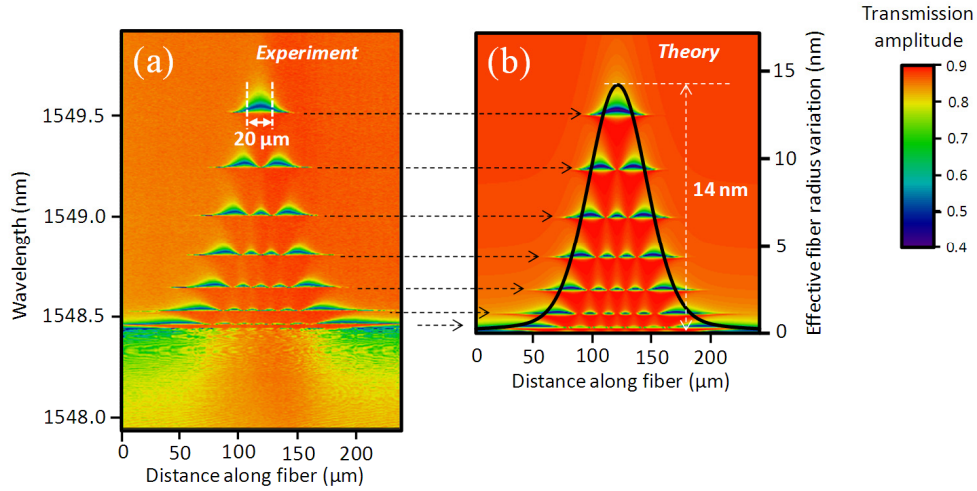 Transmission
amplitude
0.9
0.8
0.7
0.6
0.5
0.4
(a)
Experiment
20 µm
1549.5
1549.0
1548.5
1548.0
Wavelength (nm)
0 50 100 150 200
Distance along fiber (µm)
(b)
Theory
14 nm
15
10
5
0
Effective fiber radius variation (nm)
0 50 100 150 200
Distance along fiber (µm)